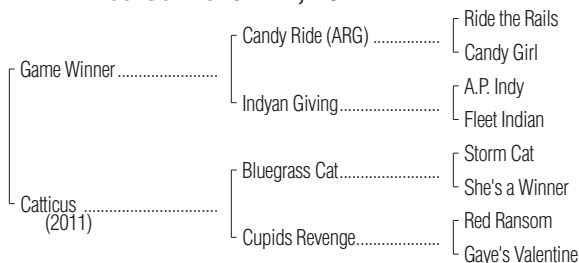 Ride the Rails
Candy Ride (ARG) ..................
Candy Girl
Game Winner ...........................
A.P. Indy
Indyan Giving...........................
Fleet Indian
Storm Cat
Bluegrass Cat...........................
She's a Winner
Catticus ....................................
(2011)
Red Ransom
Cupids Revenge.......................
Gaye's Valentine